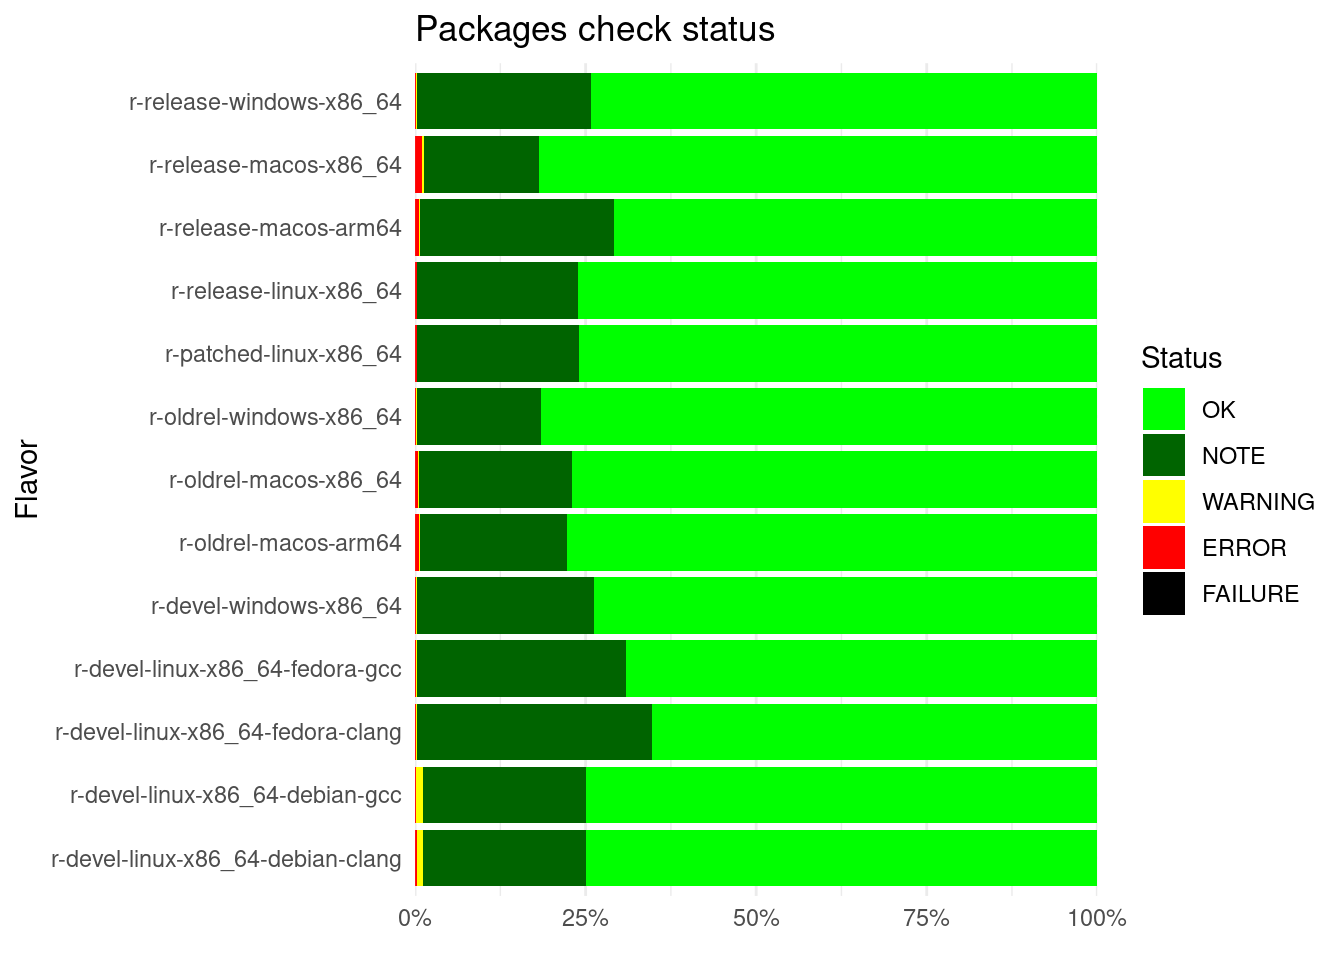 Packages check status
r-release-windows-x86_64
r-release-macos-x86_64
r-release-macos-arm64
r-release-linux-x86_64
r-patched-linux-x86_64
r-oldrel-windows-x86_64
r-oldrel-macos-x86_64
r-oldrel-macos-arm64
r-devel-windows-x86_64
r-devel-linux-x86_64-fedora-gcc
r-devel-linux-x86_64-fedora-clang
r-devel-linux-x86_64-debian-gcc
r-devel-linux-x86_64-debian-clang
Flavor
0% 25% 50% 75% 100%
Status
OK
NOTE
WARNING
ERROR
FAILURE